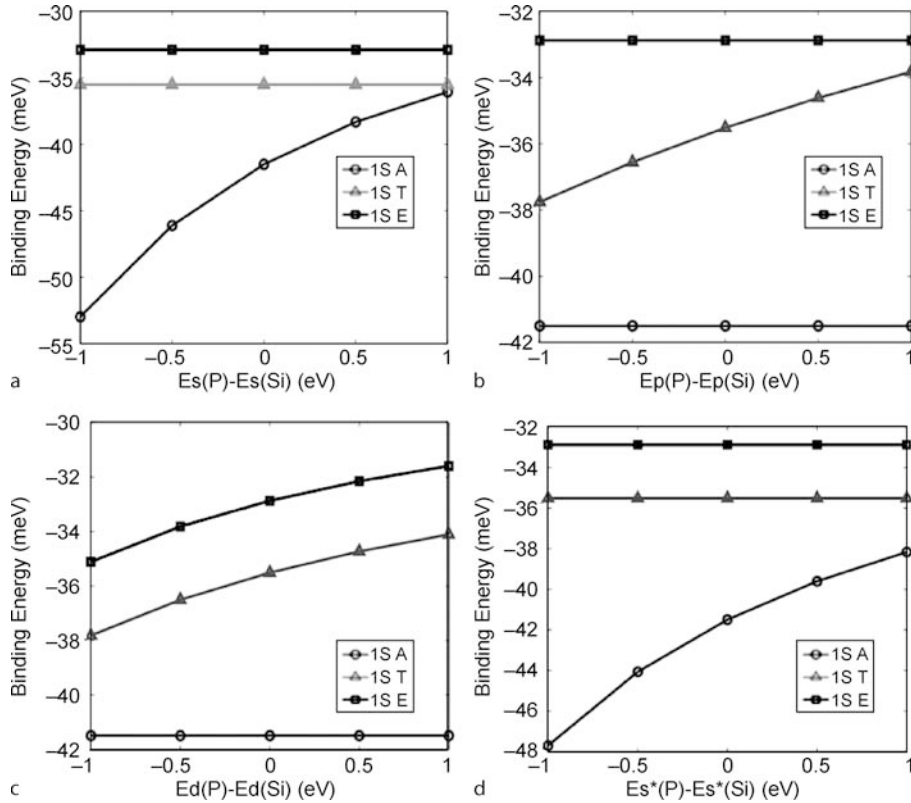 −30
−35
−40
−45
−50
−55
Binding Energy (meV)
1S A
1S T
1S E
−1 −0.5 0 0.5 1
Es(P)-Es(Si) (eV)
a
−32
−34
−36
−38
−40
−42
Binding Energy (meV)
1S A
1S T
1S E
−1 −0.5 0 0.5 1
Ep(P)-Ep(Si) (eV)
b
−30
−32
−34
−36
−38
−40
−42
Binding Energy (meV)
1S A
1S T
1S E
−1 −0.5 0 0.5 1
Ed(P)-Ed(Si) (eV)
c
−32
−34
−36
−38
−40
−42
−44
−46
−48
Binding Energy (meV)
1S A
1S T
1S E
−1 −0.5 0 0.5 1
Es*(P)-Es*(Si) (eV)
d